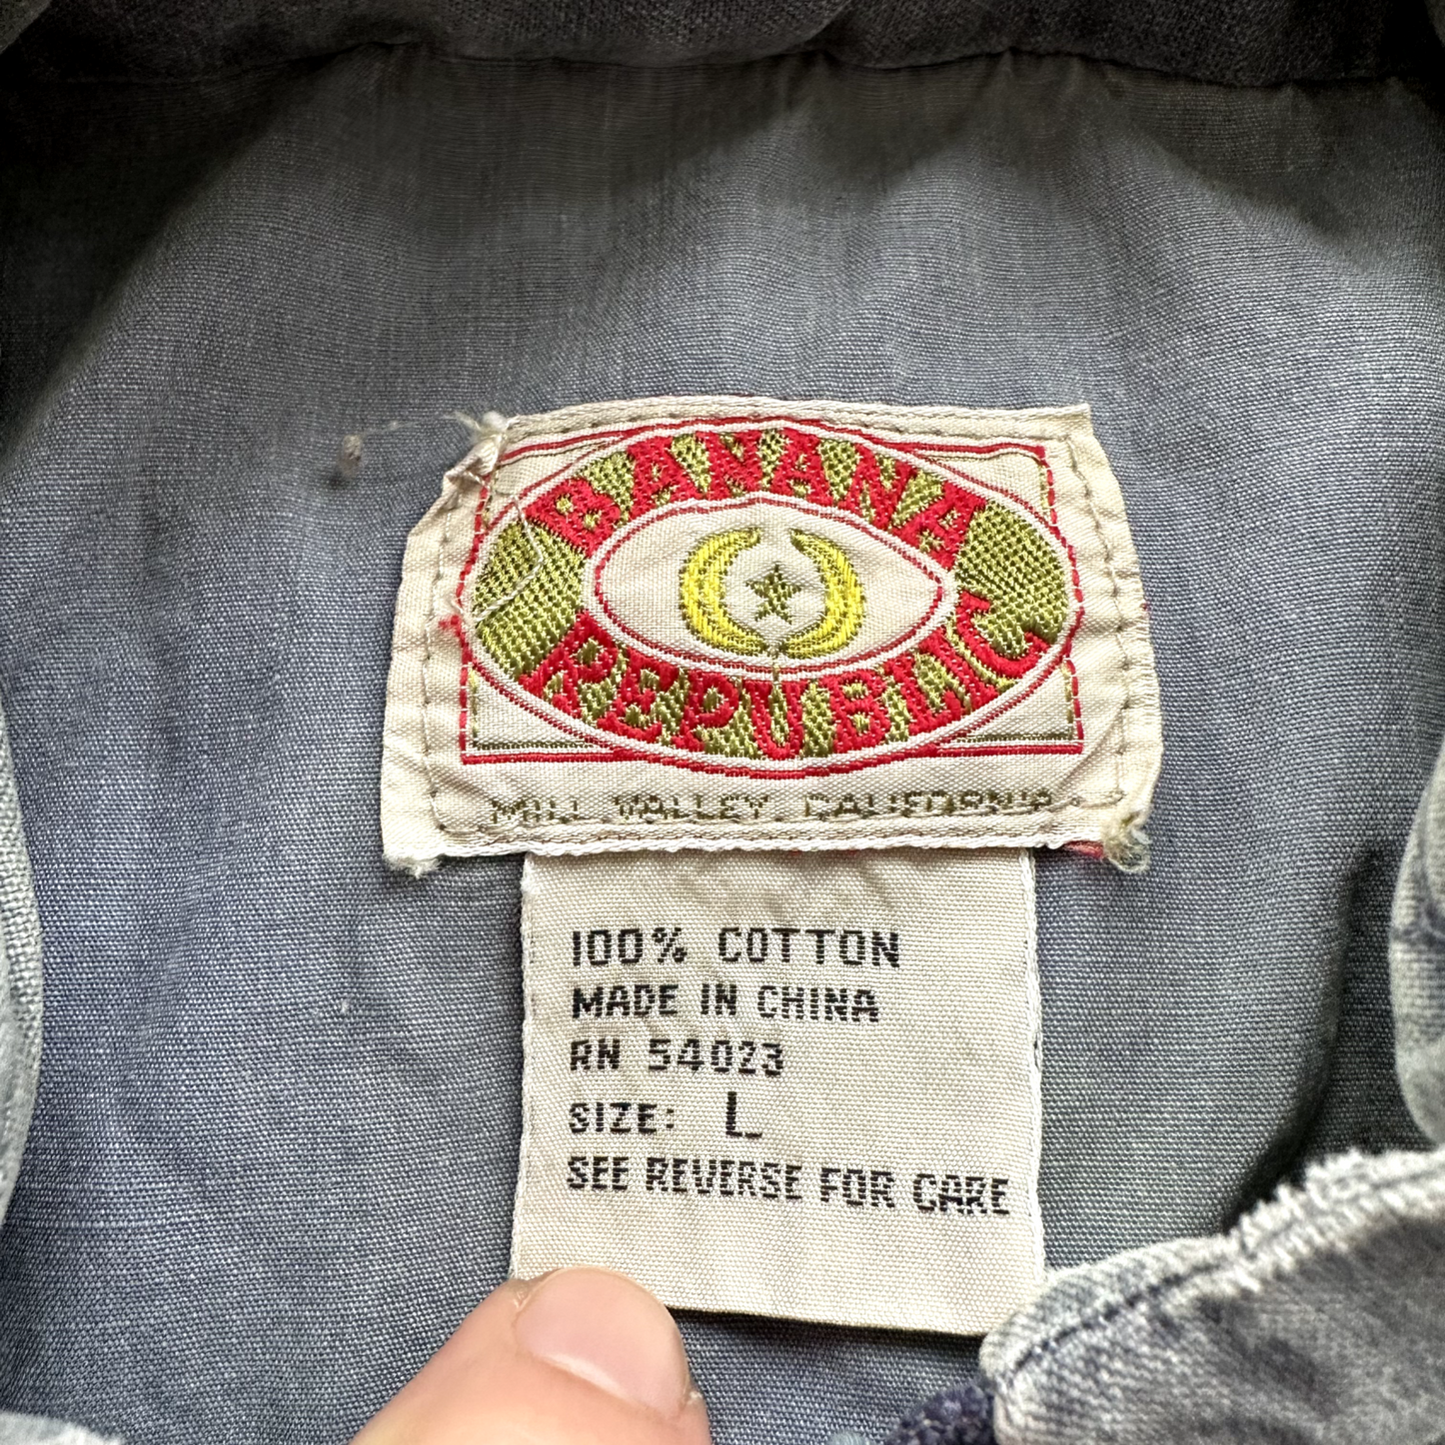 BANANA
REPUBLIC
MILL VALLEY, CALIFORNIA
100% COTTON
MADE IN CHINA
RN 54023
SIZE: L
SEE REVERSE FOR CARE